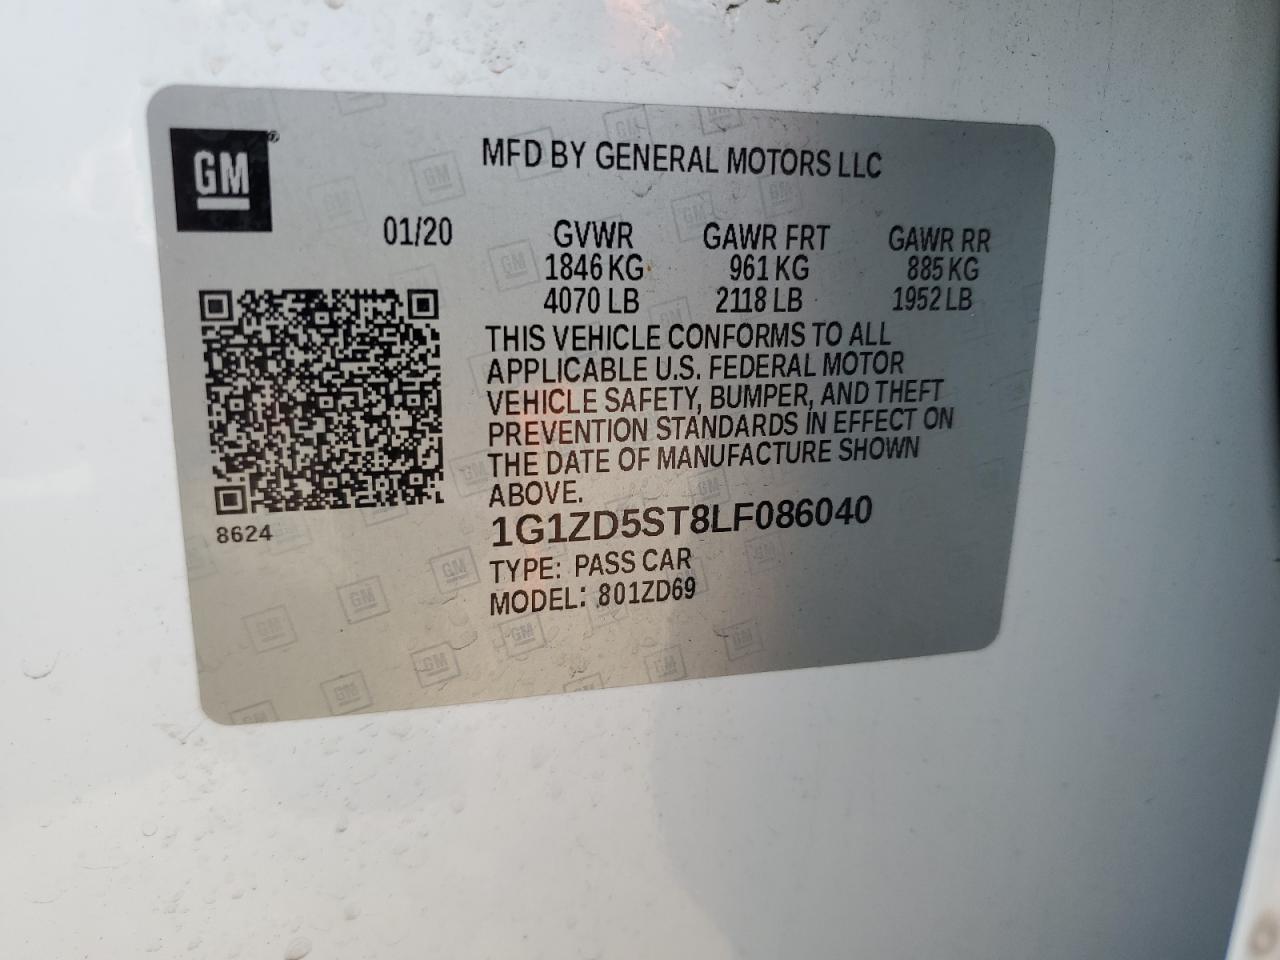 GM
MFD BY GENERAL MOTORS LLC
01/20 GVWR GAWR FRT GAWR RR
1846 KG 961 KG 885 KG
4070 LB 2118 LB 1952 LB
THIS VEHICLE CONFORMS TO ALL
APPLICABLE U.S. FEDERAL MOTOR
VEHICLE SAFETY, BUMPER, AND THEFT
PREVENTION STANDARDS IN EFFECT ON
THE DATE OF MANUFACTURE SHOWN
ABOVE.
8624
1G1ZD5ST8LF086040
TYPE: PASS CAR
MODEL: 801ZD69